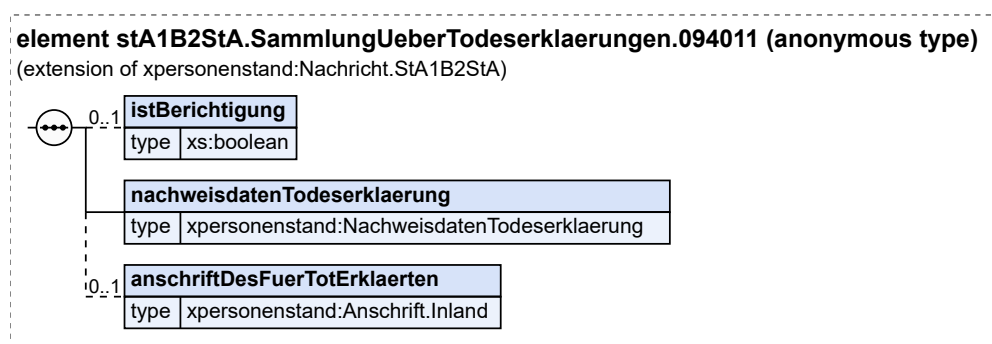 element stA1B2StA.SammlungUeberTodeserklaerungen.094011 (anonymous type)
(extension of xpersonenstand:Nachricht.StA1B2StA)
0..1 istBerichtigung
type xs:boolean
nachweisdatenTodeserklaerung
type xpersonenstand:NachweisdatenTodeserklaerung
0..1 anschriftDesFuerTotErklaerten
type xpersonenstand:Anschrift.Inland